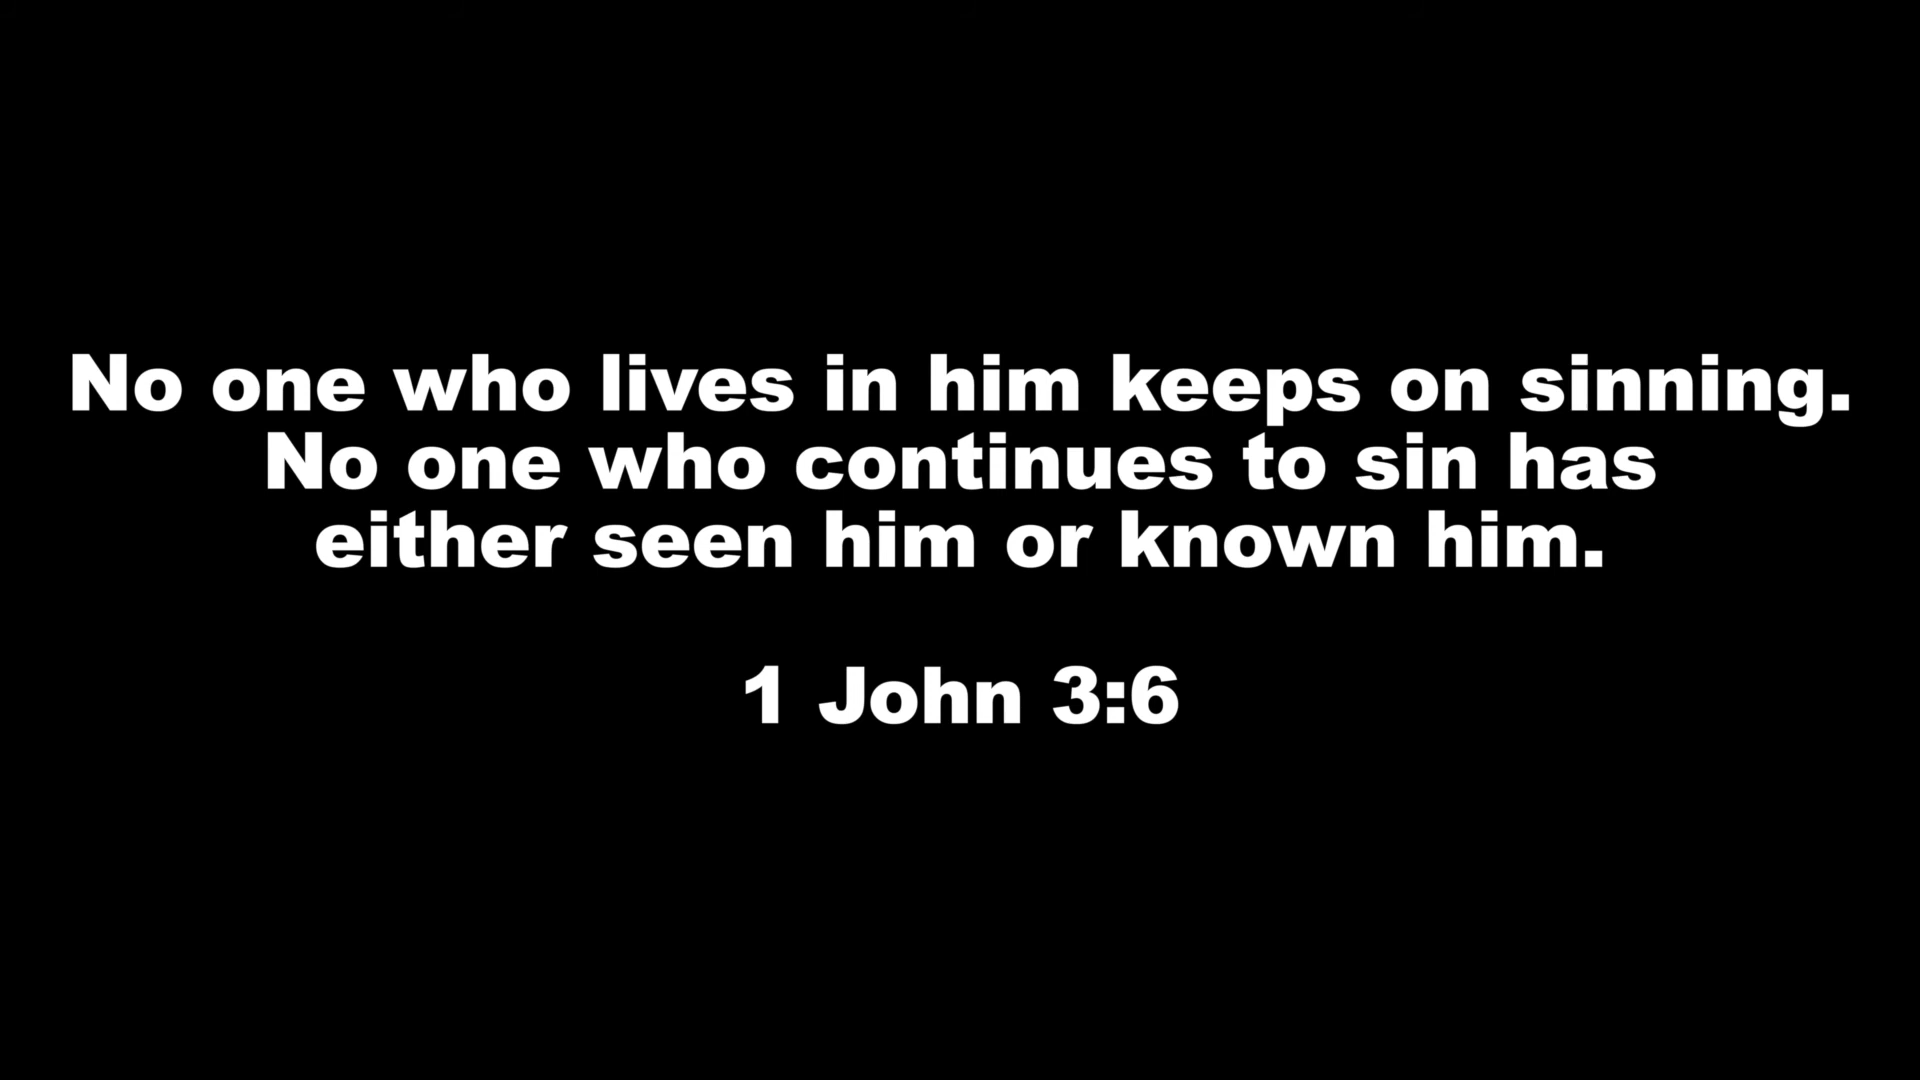 No one who lives in him keeps on sinning.
No one who continues to sin has
either seen him or known him.
1 John 3:6